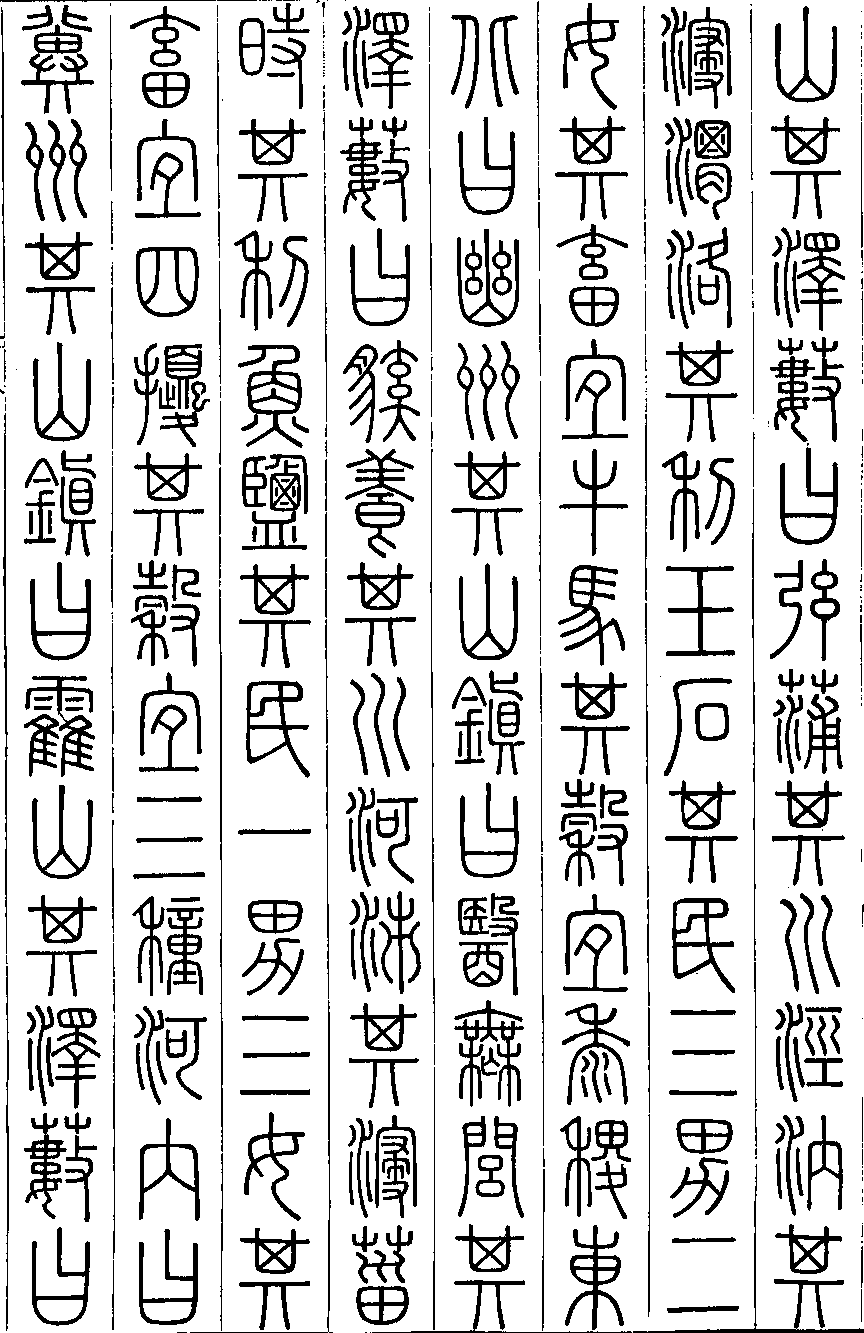 山其澤藪曰弦蒲其川涇汭其
寖渭洛其利玉石其民三男二
女其畜宜牛馬其穀宜黍稷東
北曰幽州其山鎮曰醫無閭其
澤藪曰貕養其川河泲其寖菑
時其利魚鹽其民一男三女其
畜宜四擾其穀宜三種河內曰
冀州其山鎮曰霍山其澤藪曰